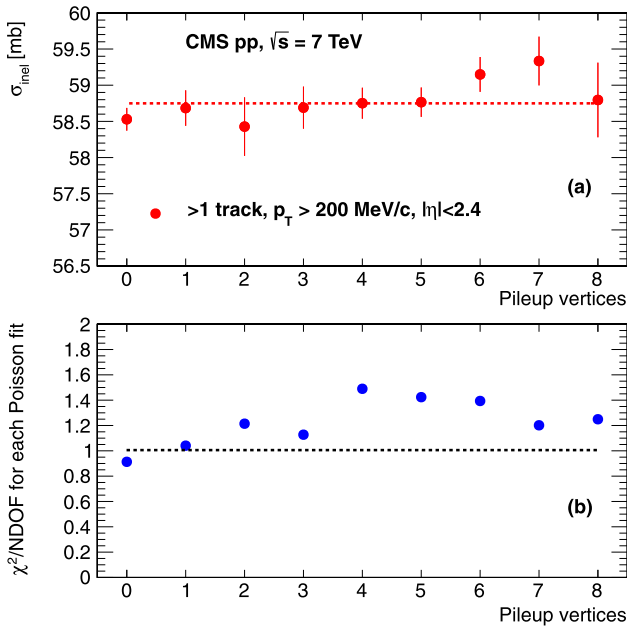 60
59.5
59
58.5
58
57.5
57
56.5
σinel [mb]
CMS pp, √s = 7 TeV
(a)
>1 track, pT > 200 MeV/c, |η|<2.4
0 1 2 3 4 5 6 7 8
Pileup vertices
2
1.8
1.6
1.4
1.2
1
0.8
0.6
0.4
0.2
0
χ²/NDOF for each Poisson fit
(b)
0 1 2 3 4 5 6 7 8
Pileup vertices